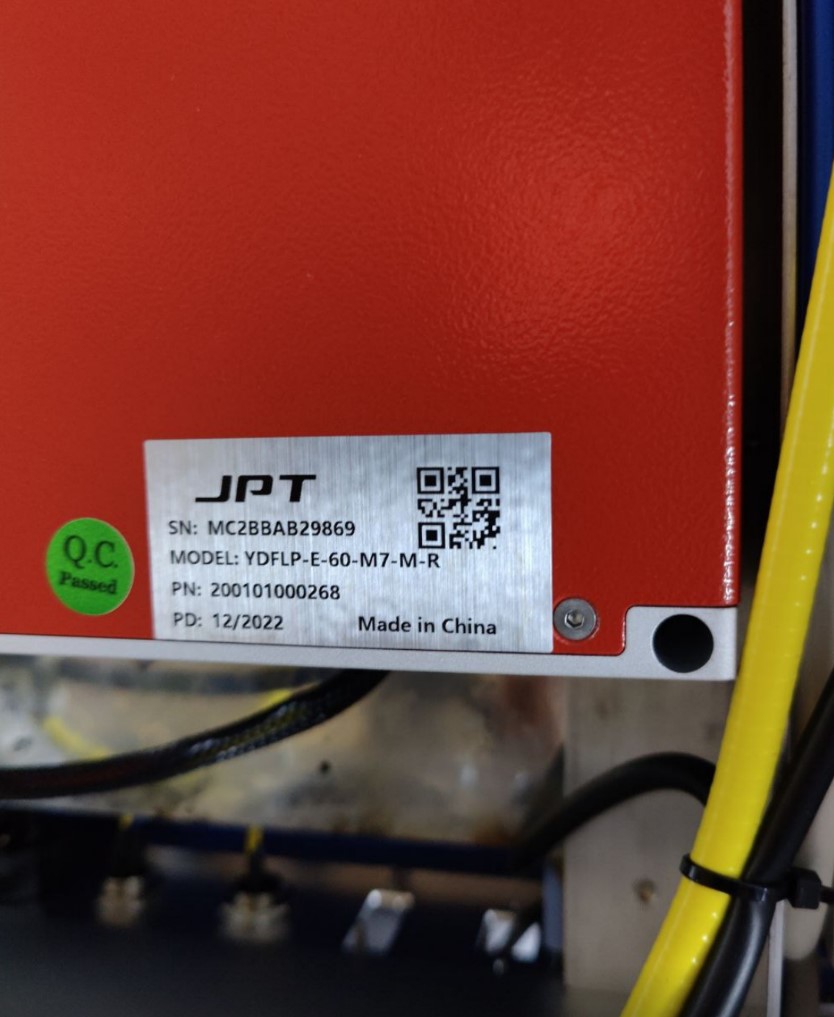 JPT
SN: MC2BBAB29869
MODEL: YDFLP-E-60-M7-M-R
PN: 200101000268
PD: 12/2022 Made in China
Q.C.
Passed